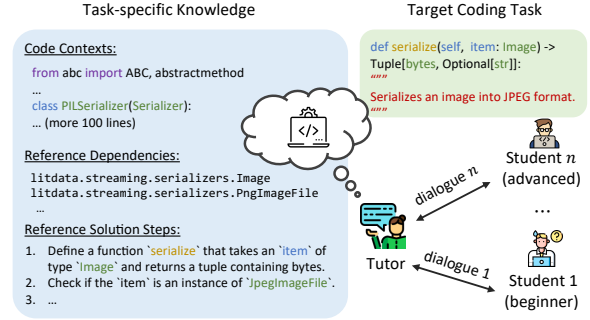 Task-specific Knowledge
Code Contexts:
from abc import ABC, abstractmethod
...
class PILSerializer(Serializer):
... (more 100 lines)
Reference Dependencies:
litdata.streaming.serializers.Image
litdata.streaming.serializers.PngImageFile
...
Reference Solution Steps:
1. Define a function `serialize` that takes an `item` of
type `Image` and returns a tuple containing bytes.
2. Check if the `item` is an instance of `JpegImageFile`.
3. ...
Target Coding Task
def serialize(self, item: Image) ->
Tuple[bytes, Optional[str]]:
"""
Serializes an image into JPEG format.
"""
</>
Tutor
dialogue n
Student n
(advanced)
...
dialogue 1
?
Student 1
(beginner)